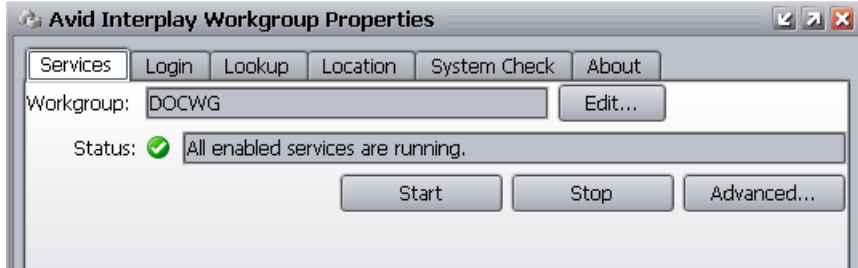 Avid Interplay Workgroup Properties
Services Login Lookup Location System Check About
Workgroup: DOCWG Edit...
Status: All enabled services are running.
Start Stop Advanced...